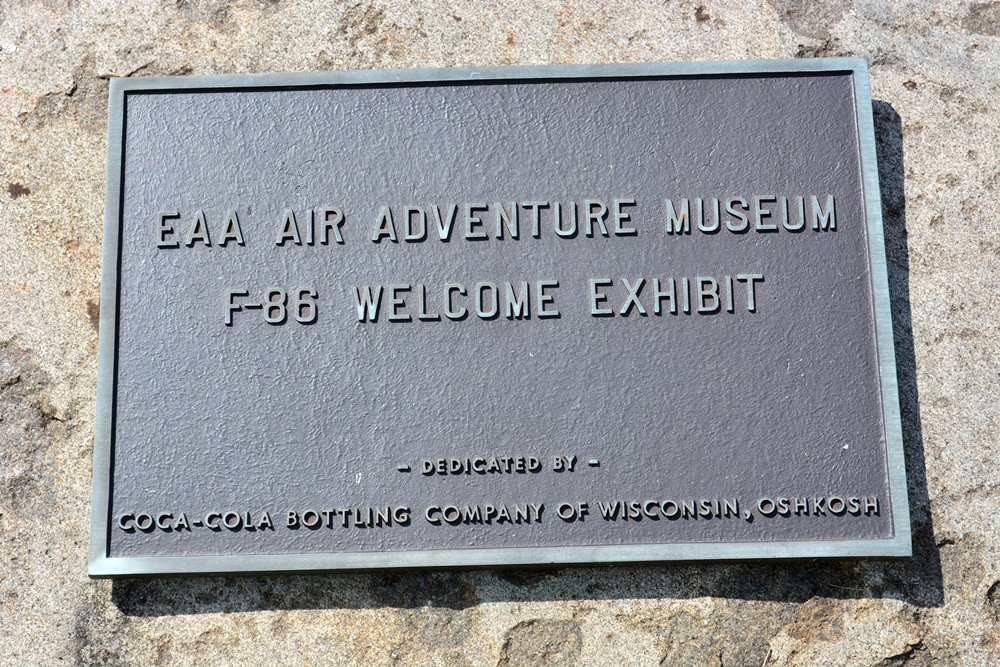 EAA AIR ADVENTURE MUSEUM
F-86 WELCOME EXHIBIT
- DEDICATED BY -
COCA-COLA BOTTLING COMPANY OF WISCONSIN, OSHKOSH